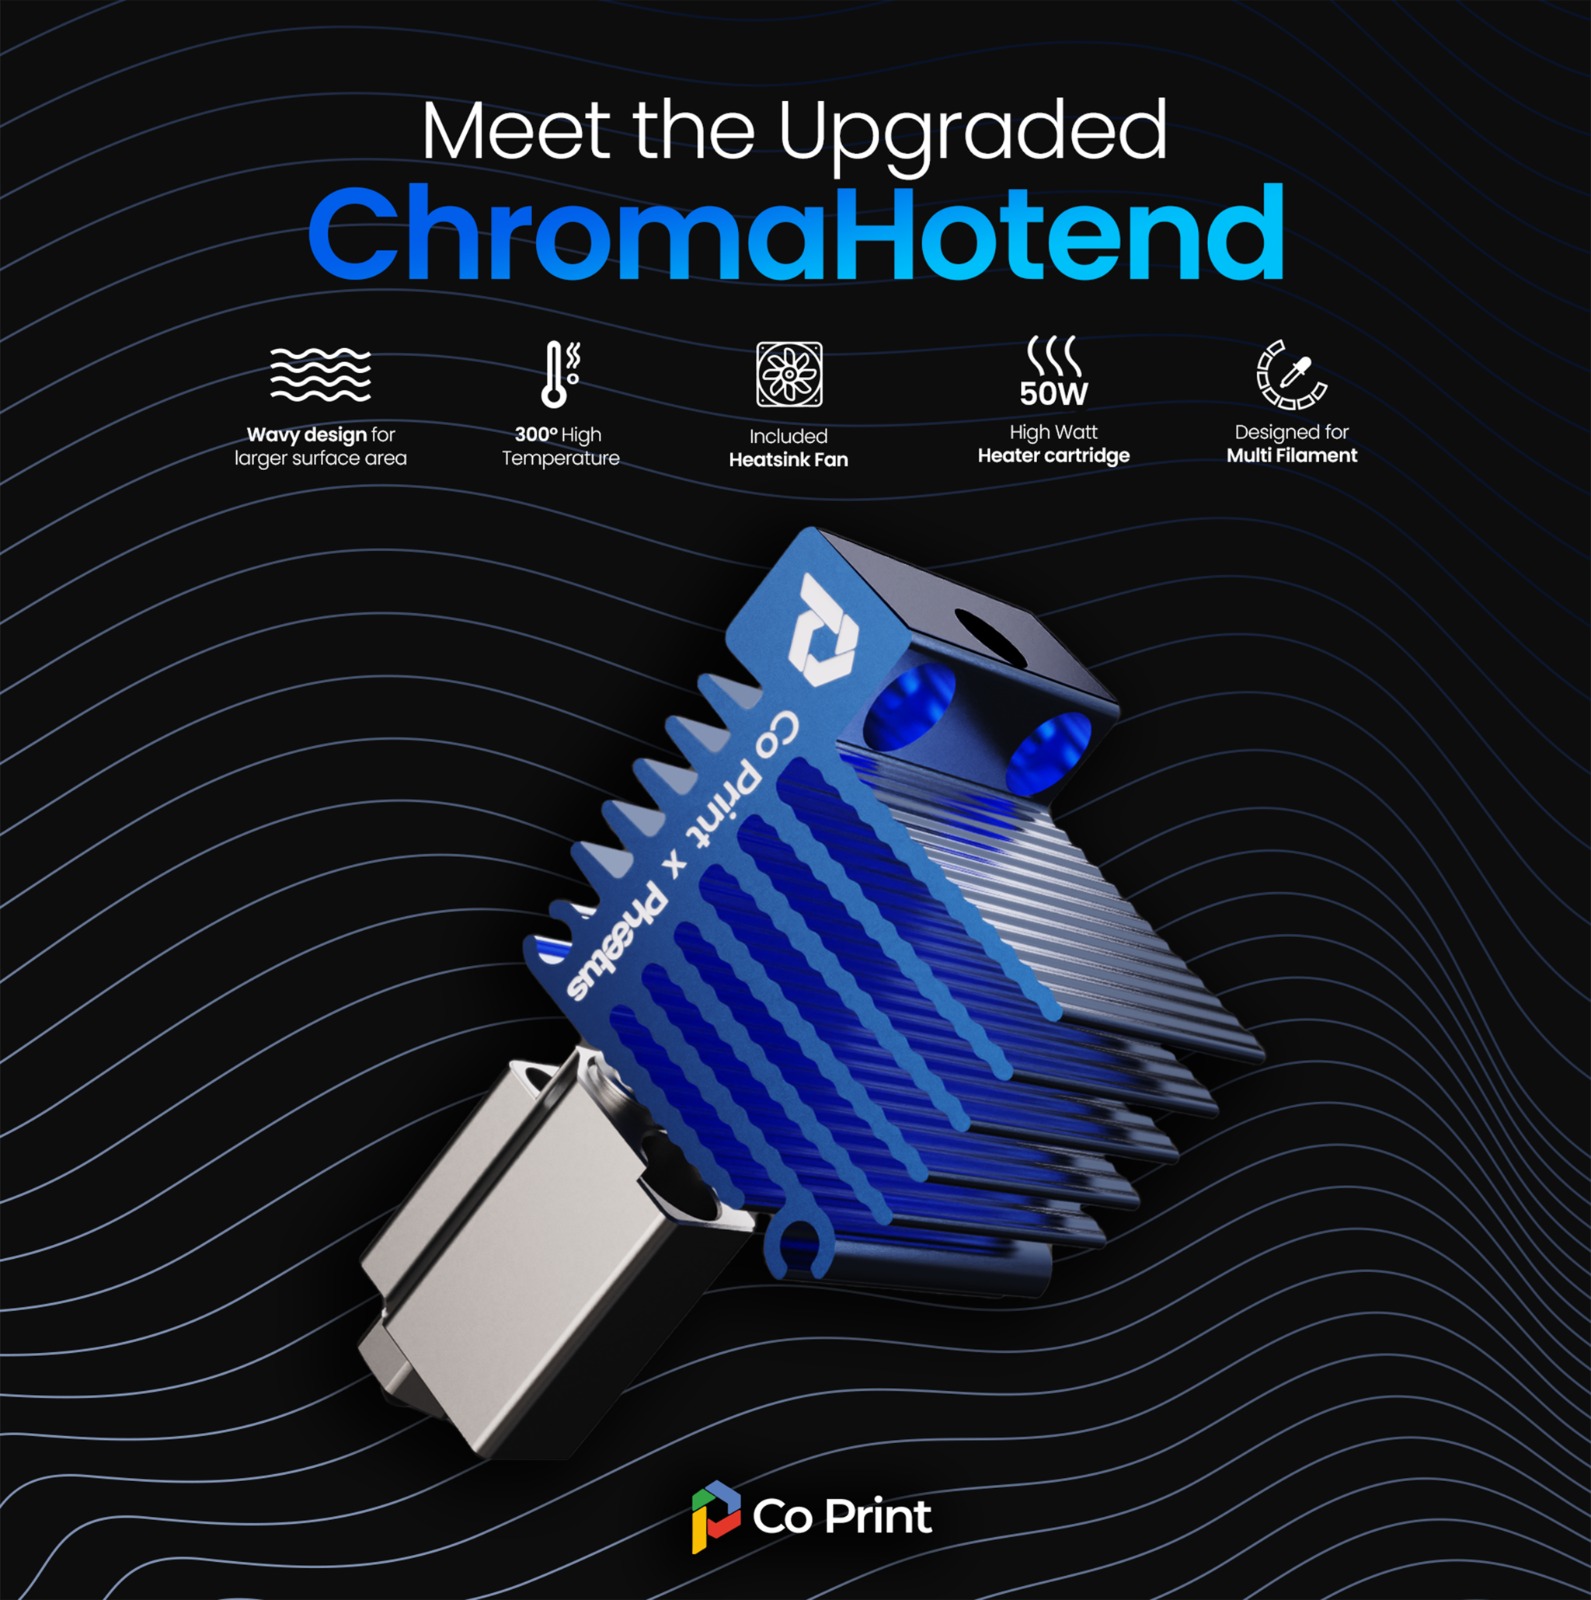 Meet the Upgraded
ChromaHotend
Wavy design for
larger surface area
300° High
Temperature
Included
Heatsink Fan
50W
High Watt
Heater cartridge
Designed for
Multi Filament
Co Print x Phaetus
Co Print